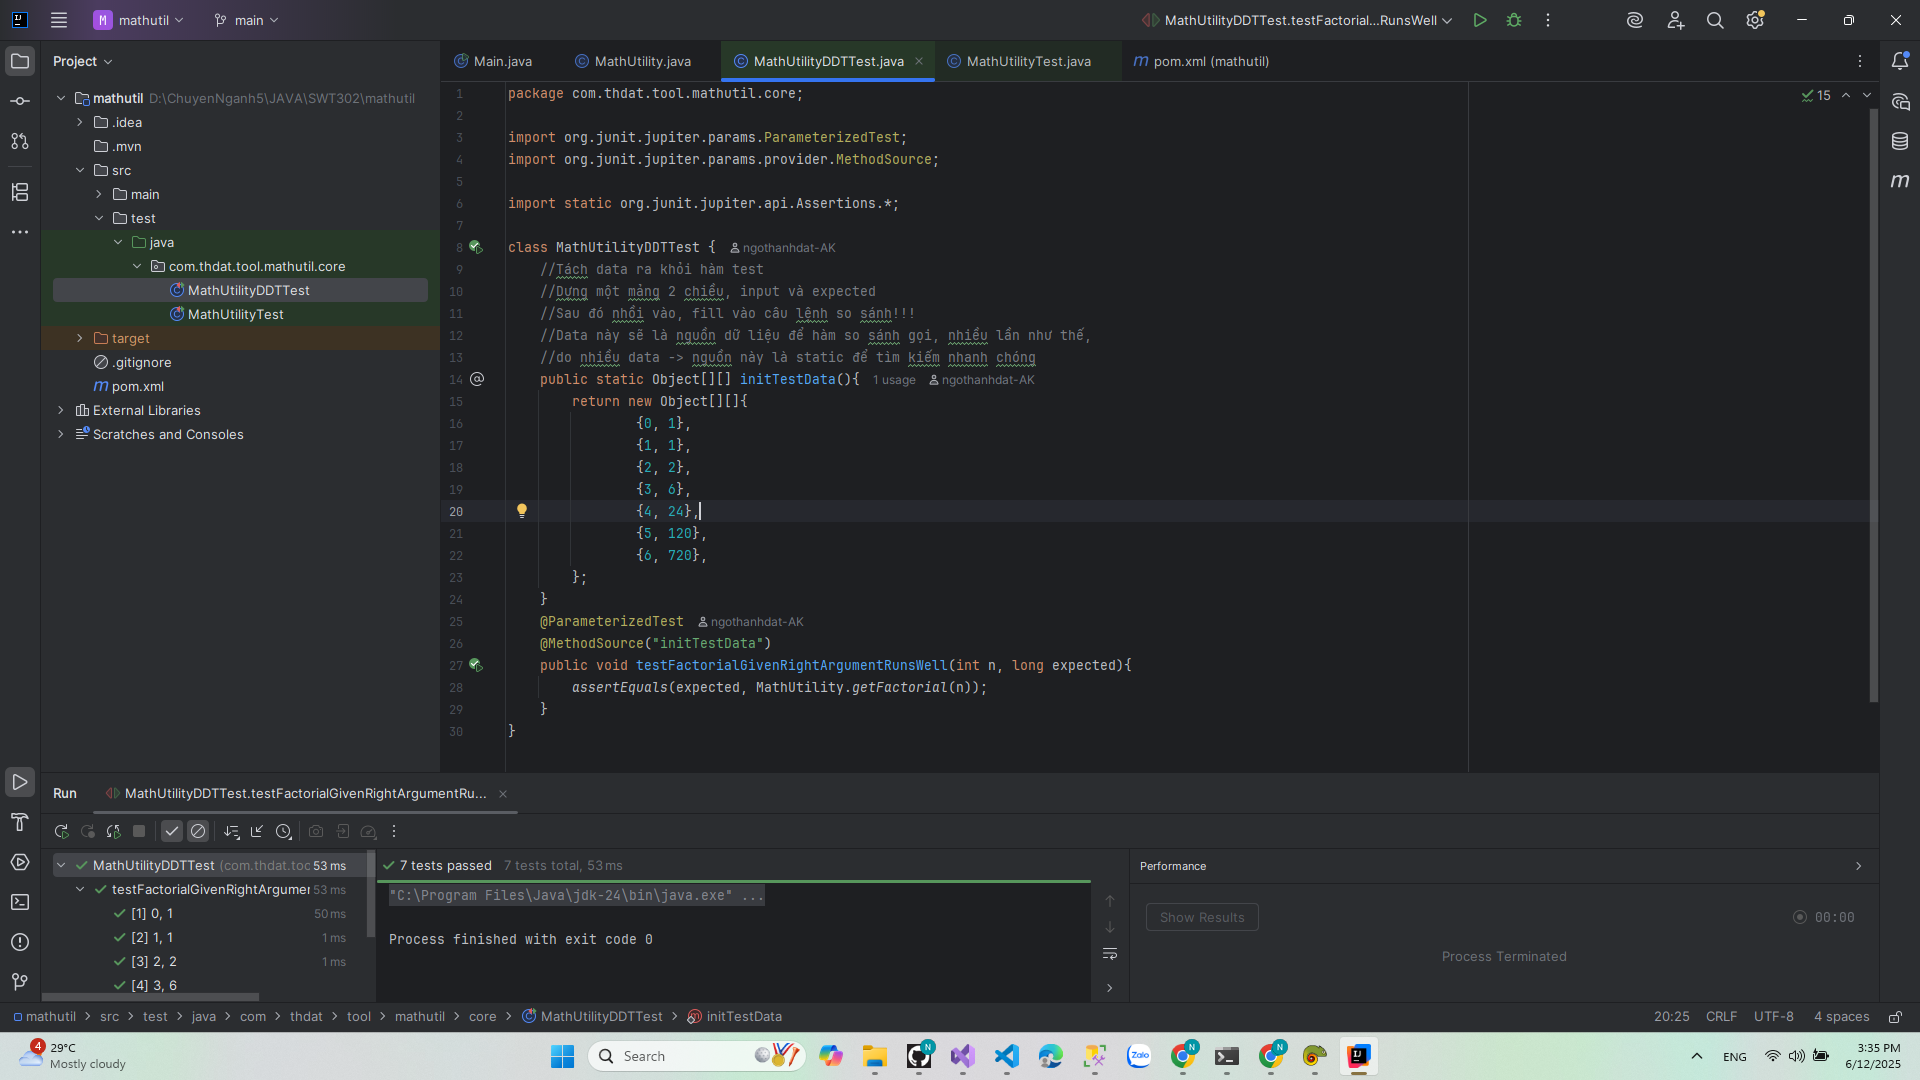 M mathutil
main
MathUtilityDDTTest.testFactorial...RunsWell
Project
Main.java
MathUtility.java
MathUtilityDDTTest.java
MathUtilityTest.java
m pom.xml (mathutil)
mathutil D:\ChuyenNganh5\JAVA\SWT302\mathutil
.idea
.mvn
src
main
test
java
com.thdat.tool.mathutil.core
MathUtilityDDTTest
MathUtilityTest
target
.gitignore
m pom.xml
External Libraries
Scratches and Consoles
15
1 package com.thdat.tool.mathutil.core;
2
3 import org.junit.jupiter.params.ParameterizedTest;
4 import org.junit.jupiter.params.provider.MethodSource;
5
6 import static org.junit.jupiter.api.Assertions.*;
7
8 class MathUtilityDDTTest { ngothanhdat-AK
9 //Tách data ra khỏi hàm test
10 //Dựng một mảng 2 chiều, input và expected
11 //Sau đó nhồi vào, fill vào câu lệnh so sánh!!!
12 //Data này sẽ là nguồn dữ liệu để hàm so sánh gọi, nhiều lần như thế,
13 //do nhiều data -> nguồn này là static để tìm kiếm nhanh chóng
14 public static Object[][] initTestData(){ 1 usage ngothanhdat-AK
15 return new Object[][]{
16 {0, 1},
17 {1, 1},
18 {2, 2},
19 {3, 6},
20 {4, 24},
21 {5, 120},
22 {6, 720},
23 };
24 }
25 @ParameterizedTest ngothanhdat-AK
26 @MethodSource("initTestData")
27 public void testFactorialGivenRightArgumentRunsWell(int n, long expected){
28 assertEquals(expected, MathUtility.getFactorial(n));
29 }
30 }
Run
MathUtilityDDTTest.testFactorialGivenRightArgumentRu...
MathUtilityDDTTest (com.thdat.toc 53 ms
testFactorialGivenRightArgumer 53 ms
[1] 0, 1 50 ms
[2] 1, 1 1 ms
[3] 2, 2 1 ms
[4] 3, 6
7 tests passed 7 tests total, 53 ms
"C:\Program Files\Java\jdk-24\bin\java.exe" ...
Process finished with exit code 0
Performance
Show Results
00:00
Process Terminated
mathutil > src > test > java > com > thdat > tool > mathutil > core > MathUtilityDDTTest > initTestData
20:25 CRLF UTF-8 4 spaces
4
29°C
Mostly cloudy
Search
Zalo
ENG
3:35 PM
6/12/2025